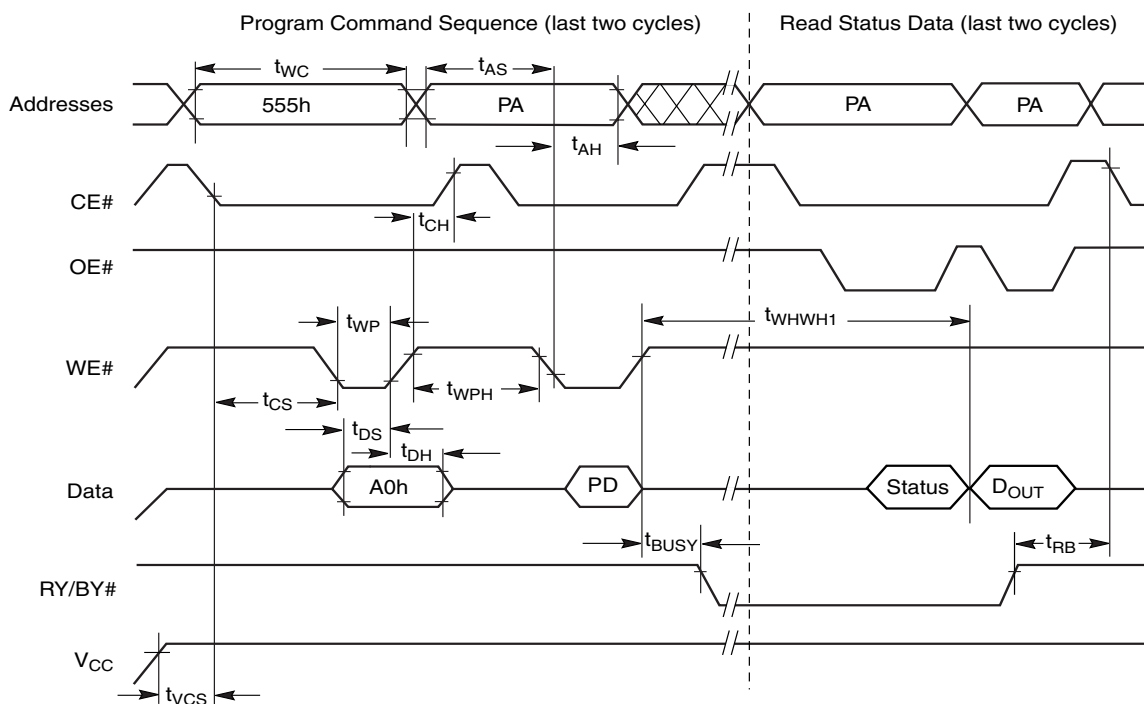 Program Command Sequence (last two cycles)
Read Status Data (last two cycles)
tWC
tAS
Addresses
555h
PA
PA
PA
tAH
CE#
tCH
OE#
tWHWH1
tWP
WE#
tWPH
tCS
tDS
tDH
Data
A0h
PD
Status
DOUT
tBUSY
tRB
RY/BY#
VCC
tVCS